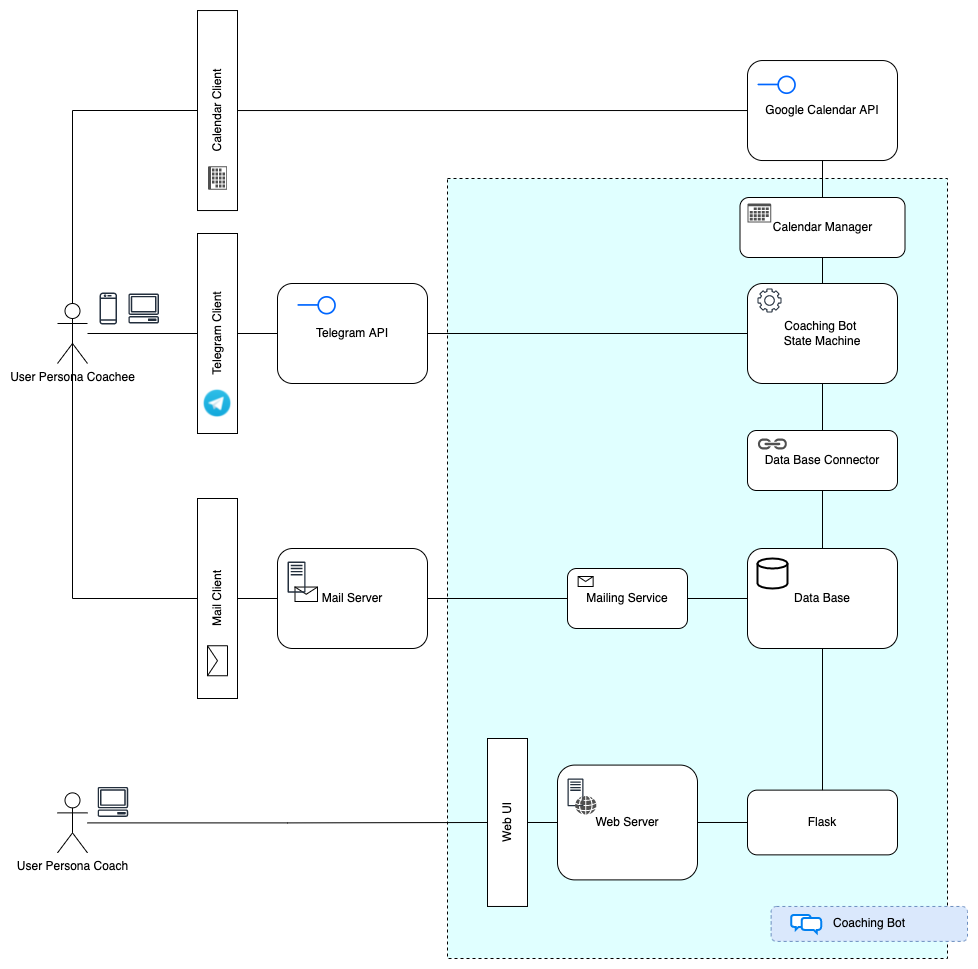 Calendar Client
Google Calendar API
Calendar Manager
Telegram Client
Telegram API
Coaching Bot
State Machine
User Persona Coachee
Data Base Connector
Mail Client
Mail Server
Mailing Service
Data Base
Web UI
Web Server
Flask
User Persona Coach
Coaching Bot